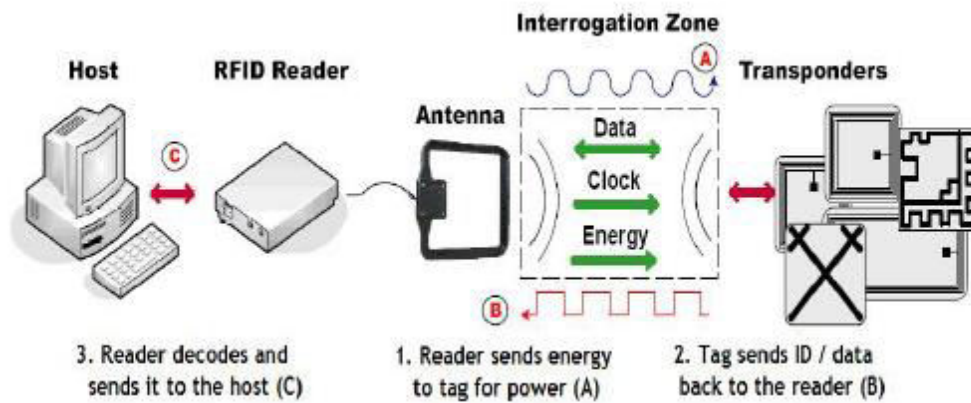 Interrogation Zone
Host
RFID Reader
A
Transponders
Antenna
Data
C
Clock
Energy
B
3. Reader decodes and
sends it to the host (C)
1. Reader sends energy
to tag for power (A)
2. Tag sends ID / data
back to the reader (B)